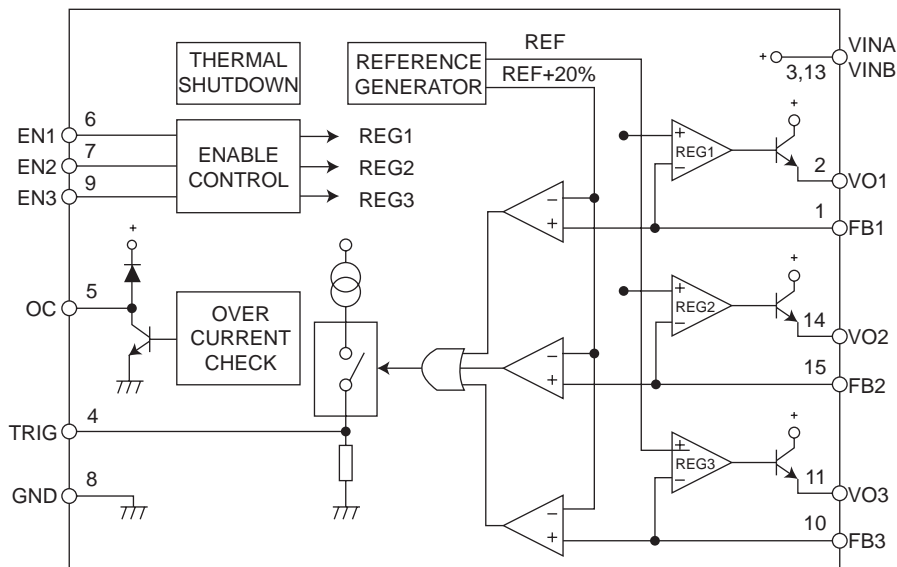 THERMAL
SHUTDOWN
REFERENCE
GENERATOR
REF
REF+20%
+
3,13
VINA
VINB
EN1
6
EN2
7
EN3
9
ENABLE
CONTROL
REG1
REG2
REG3
+
−
REG1
+
2
VO1
1
FB1
−
+
+
OC
5
OVER
CURRENT
CHECK
+
−
REG2
+
14
VO2
15
FB2
−
+
TRIG
4
+
−
REG3
+
11
VO3
10
FB3
−
+
GND
8